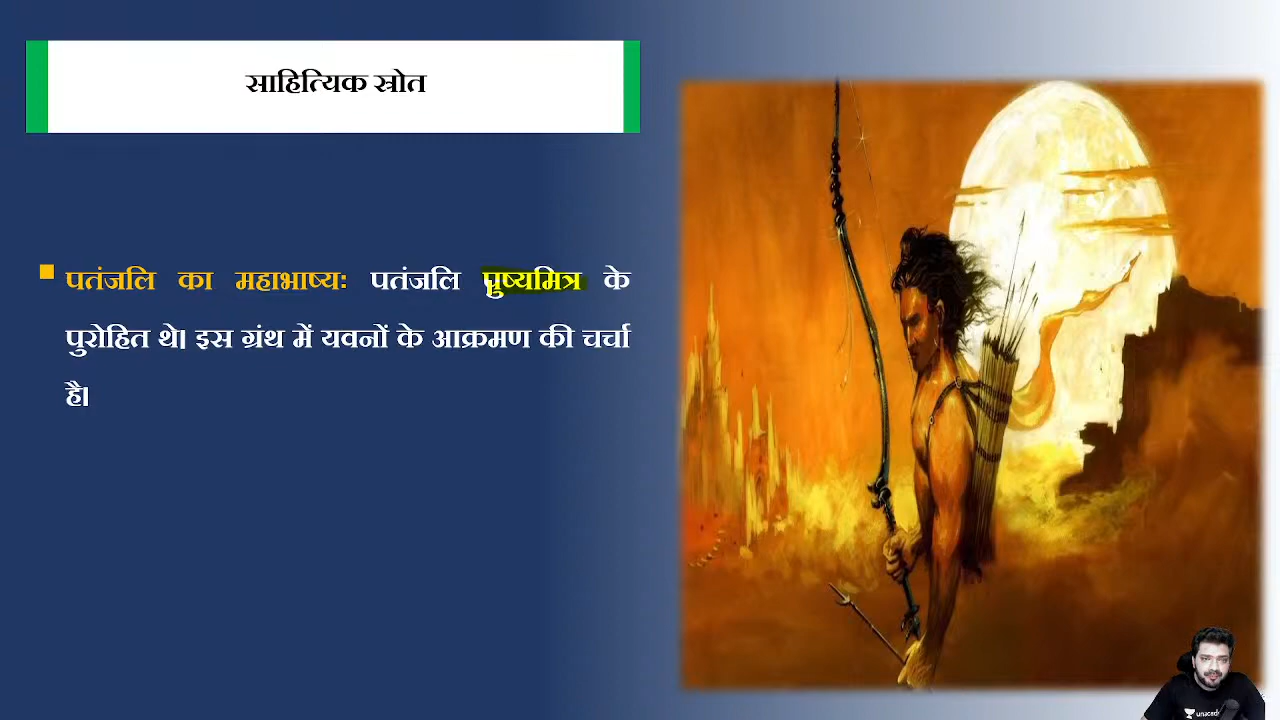 साहित्यिक स्रोत
पतंजलि का महाभाष्यः पतंजलि पुष्यमित्र के
पुरोहित थे। इस ग्रंथ में यवनों के आक्रमण की चर्चा
है।